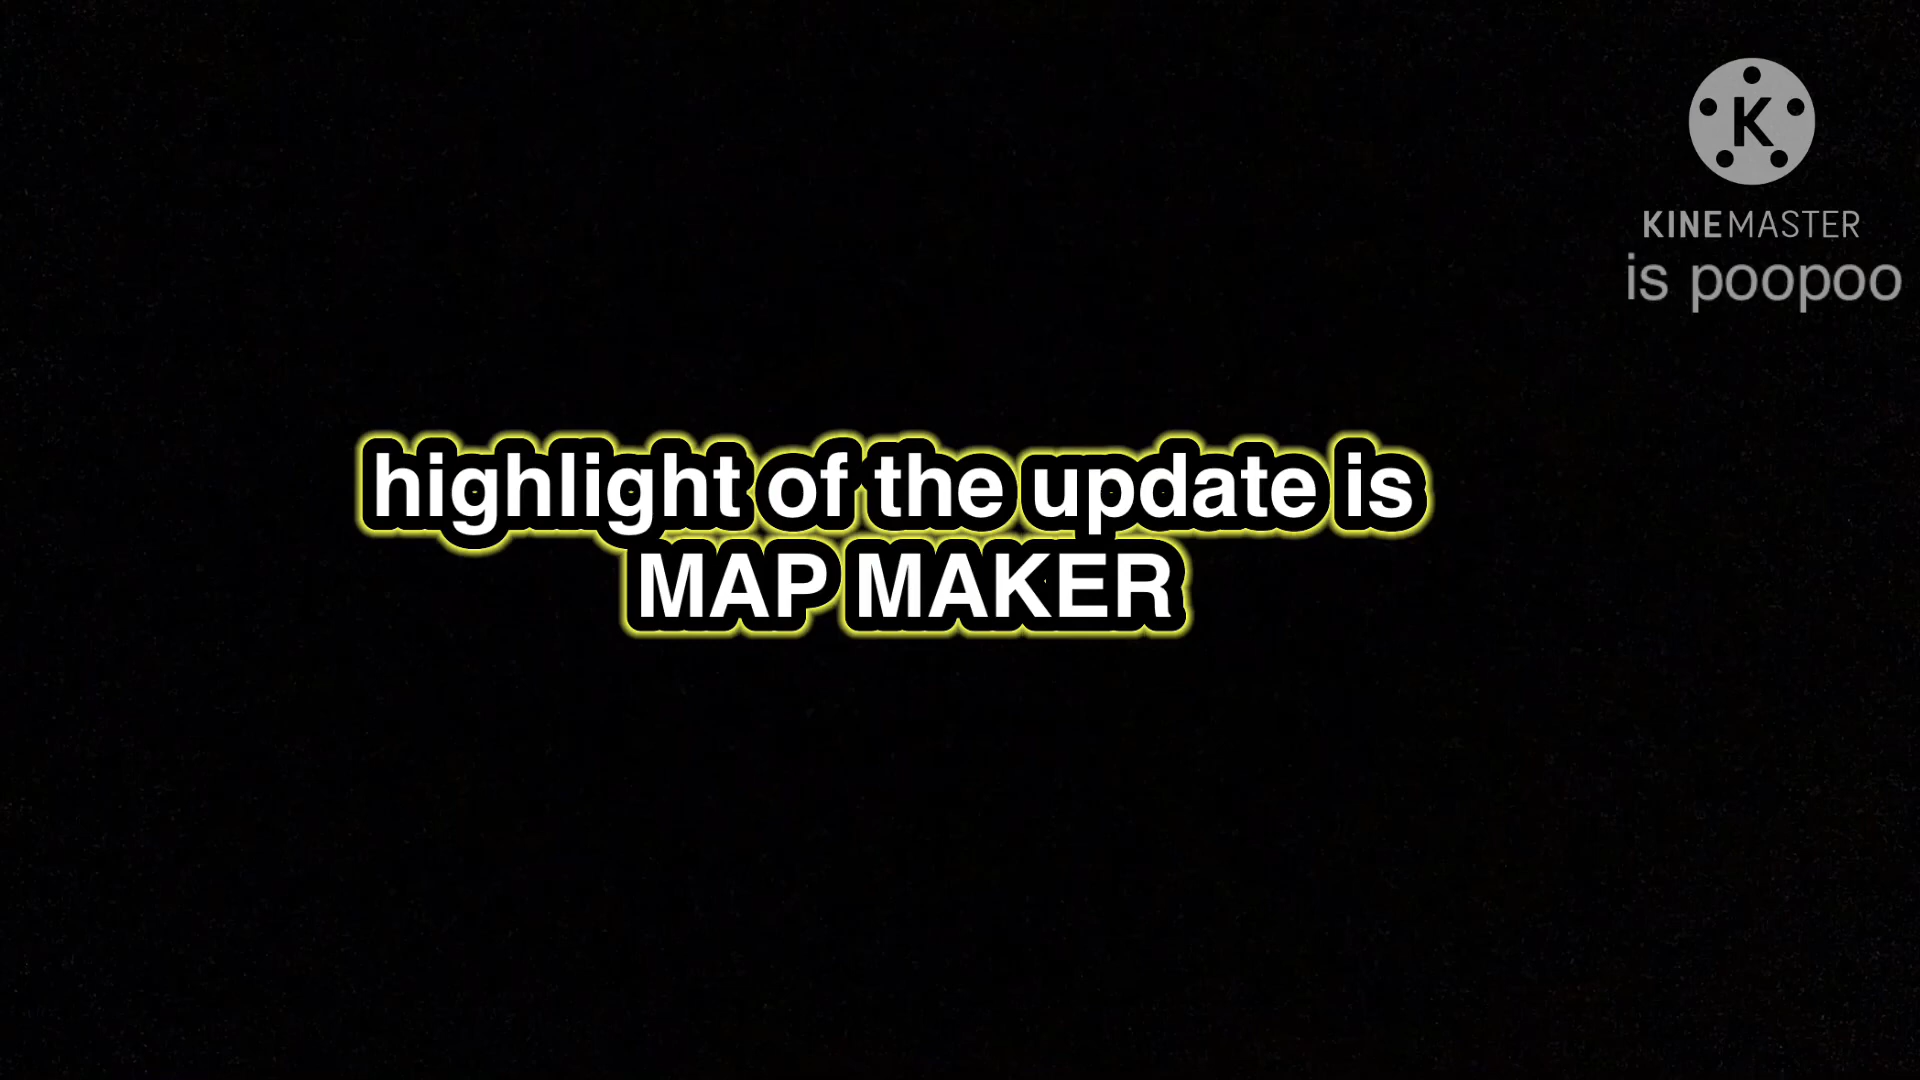 K
KINEMASTER
is poopoo
highlight of the update is
MAP MAKER